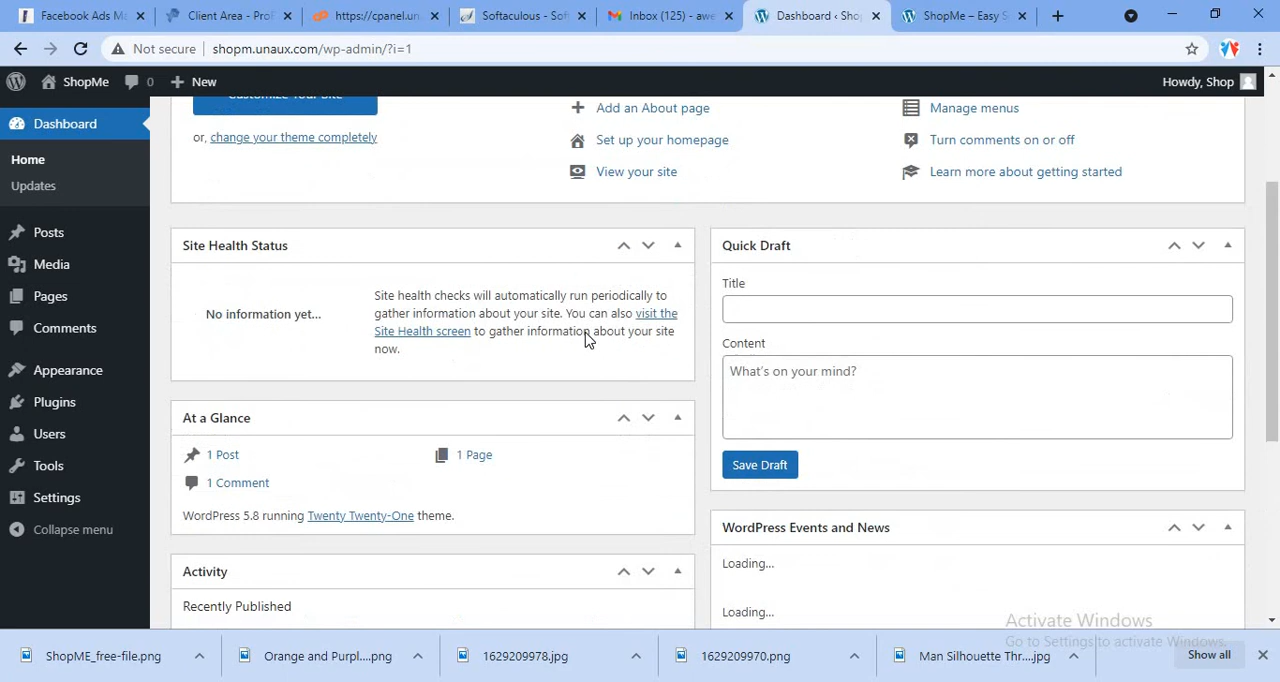 Facebook Ads Ma
Client Area - ProF
https://cpanel.un
Softaculous - Sof
Inbox (125) - awe
Dashboard ‹ Sho
ShopMe – Easy S
Not secure
shopm.unaux.com/wp-admin/?i=1
ShopMe
0
New
Howdy, Shop
Dashboard
Home
Updates
Posts
Media
Pages
Comments
Appearance
Plugins
Users
Tools
Settings
Collapse menu
Customize Your Site
or, change your theme completely
Add an About page
Set up your homepage
View your site
Manage menus
Turn comments on or off
Learn more about getting started
Site Health Status
No information yet...
Site health checks will automatically run periodically to
gather information about your site. You can also visit the
Site Health screen to gather information about your site
now.
At a Glance
1 Post
1 Page
1 Comment
WordPress 5.8 running Twenty Twenty-One theme.
Activity
Recently Published
Quick Draft
Title
Content
What's on your mind?
Save Draft
WordPress Events and News
Loading...
Loading...
Activate Windows
Go to Settings to activate Windows.
ShopME_free-file.png
Orange and Purpl....png
1629209978.jpg
1629209970.png
Man Silhouette Thr....jpg
Show all